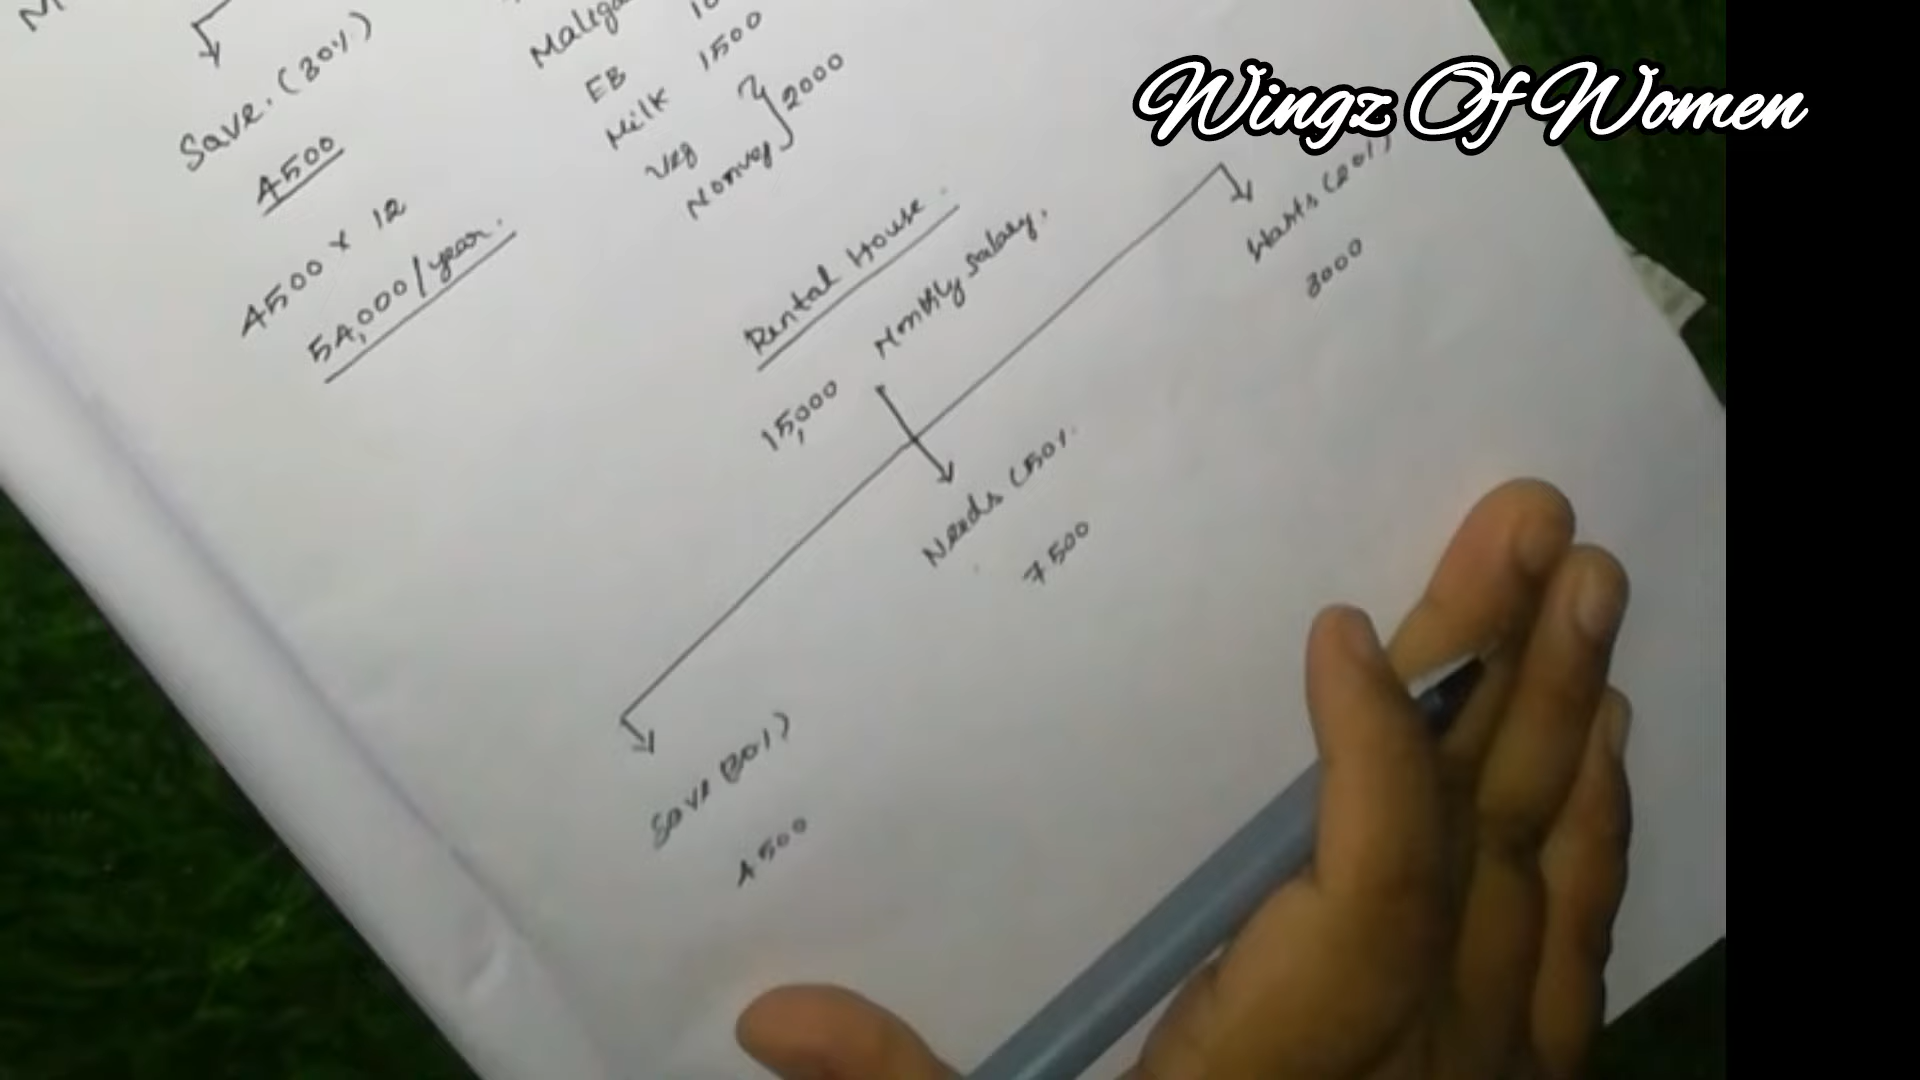 Wingz Of Women
Save. (30%)
4500
4500 x 12
54,000/year.
EB
Milk 1500
Veg
Nonveg } 2000
Rental House.
15,000 Monthly salary.
Wants (20%)
3000
Needs (50%.
7500
Save (30%)
4500